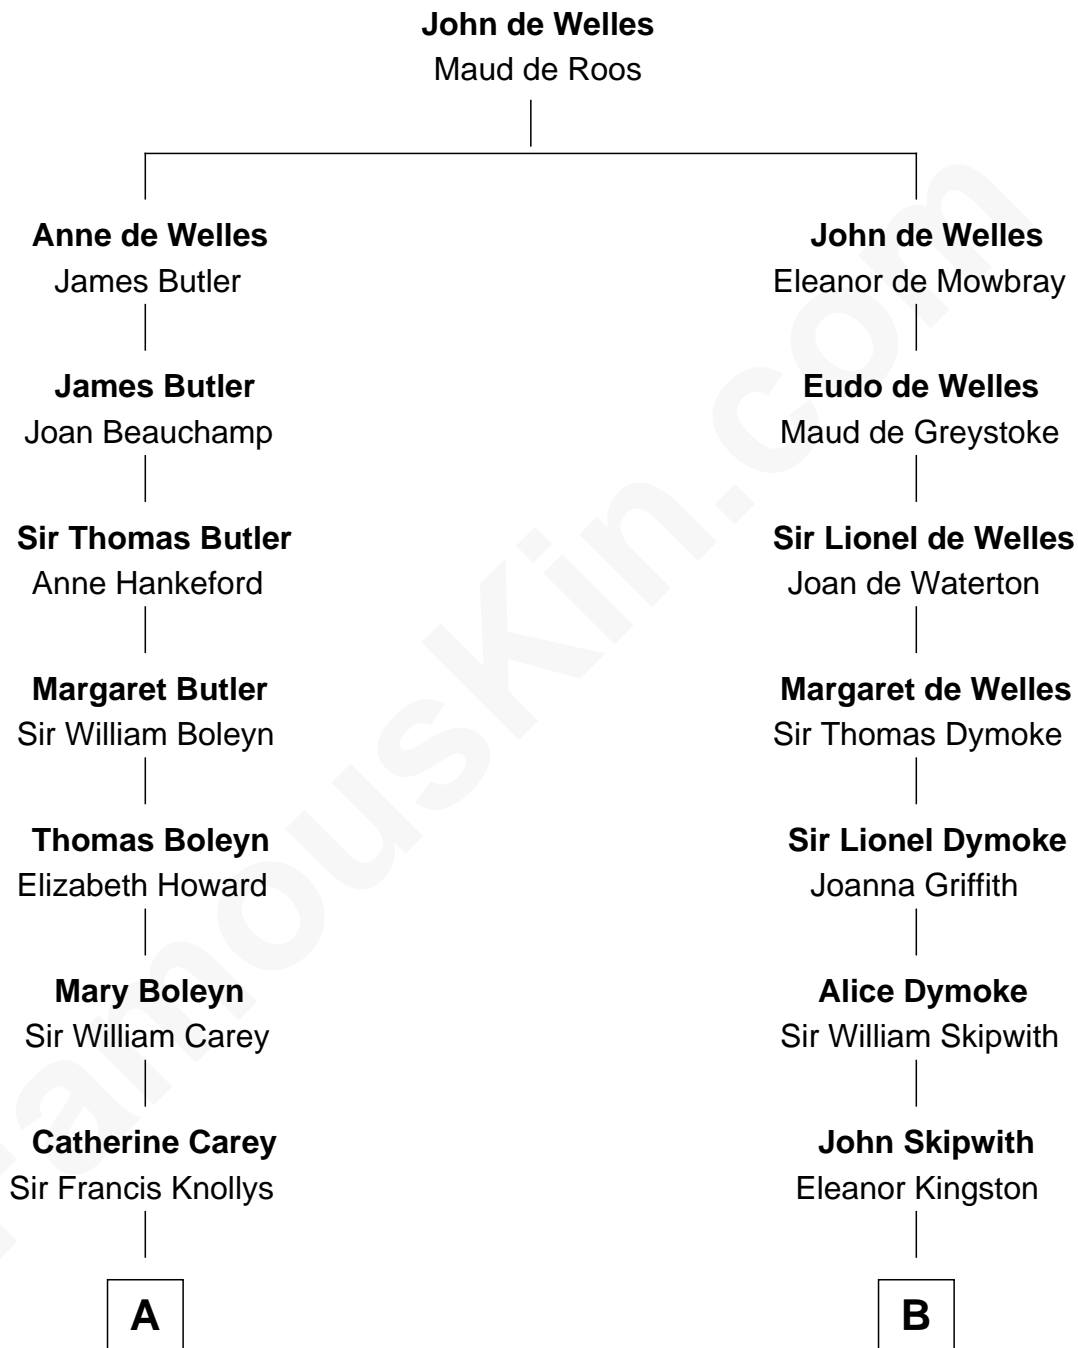 John de Welles
Maud de Roos
Anne de Welles
James Butler
John de Welles
Eleanor de Mowbray
James Butler
Joan Beauchamp
Eudo de Welles
Maud de Greystoke
Sir Thomas Butler
Anne Hankeford
Sir Lionel de Welles
Joan de Waterton
Margaret Butler
Sir William Boleyn
Margaret de Welles
Sir Thomas Dymoke
Thomas Boleyn
Elizabeth Howard
Sir Lionel Dymoke
Joanna Griffith
Mary Boleyn
Sir William Carey
Alice Dymoke
Sir William Skipwith
Catherine Carey
Sir Francis Knollys
John Skipwith
Eleanor Kingston
A
B
FamousKin.com